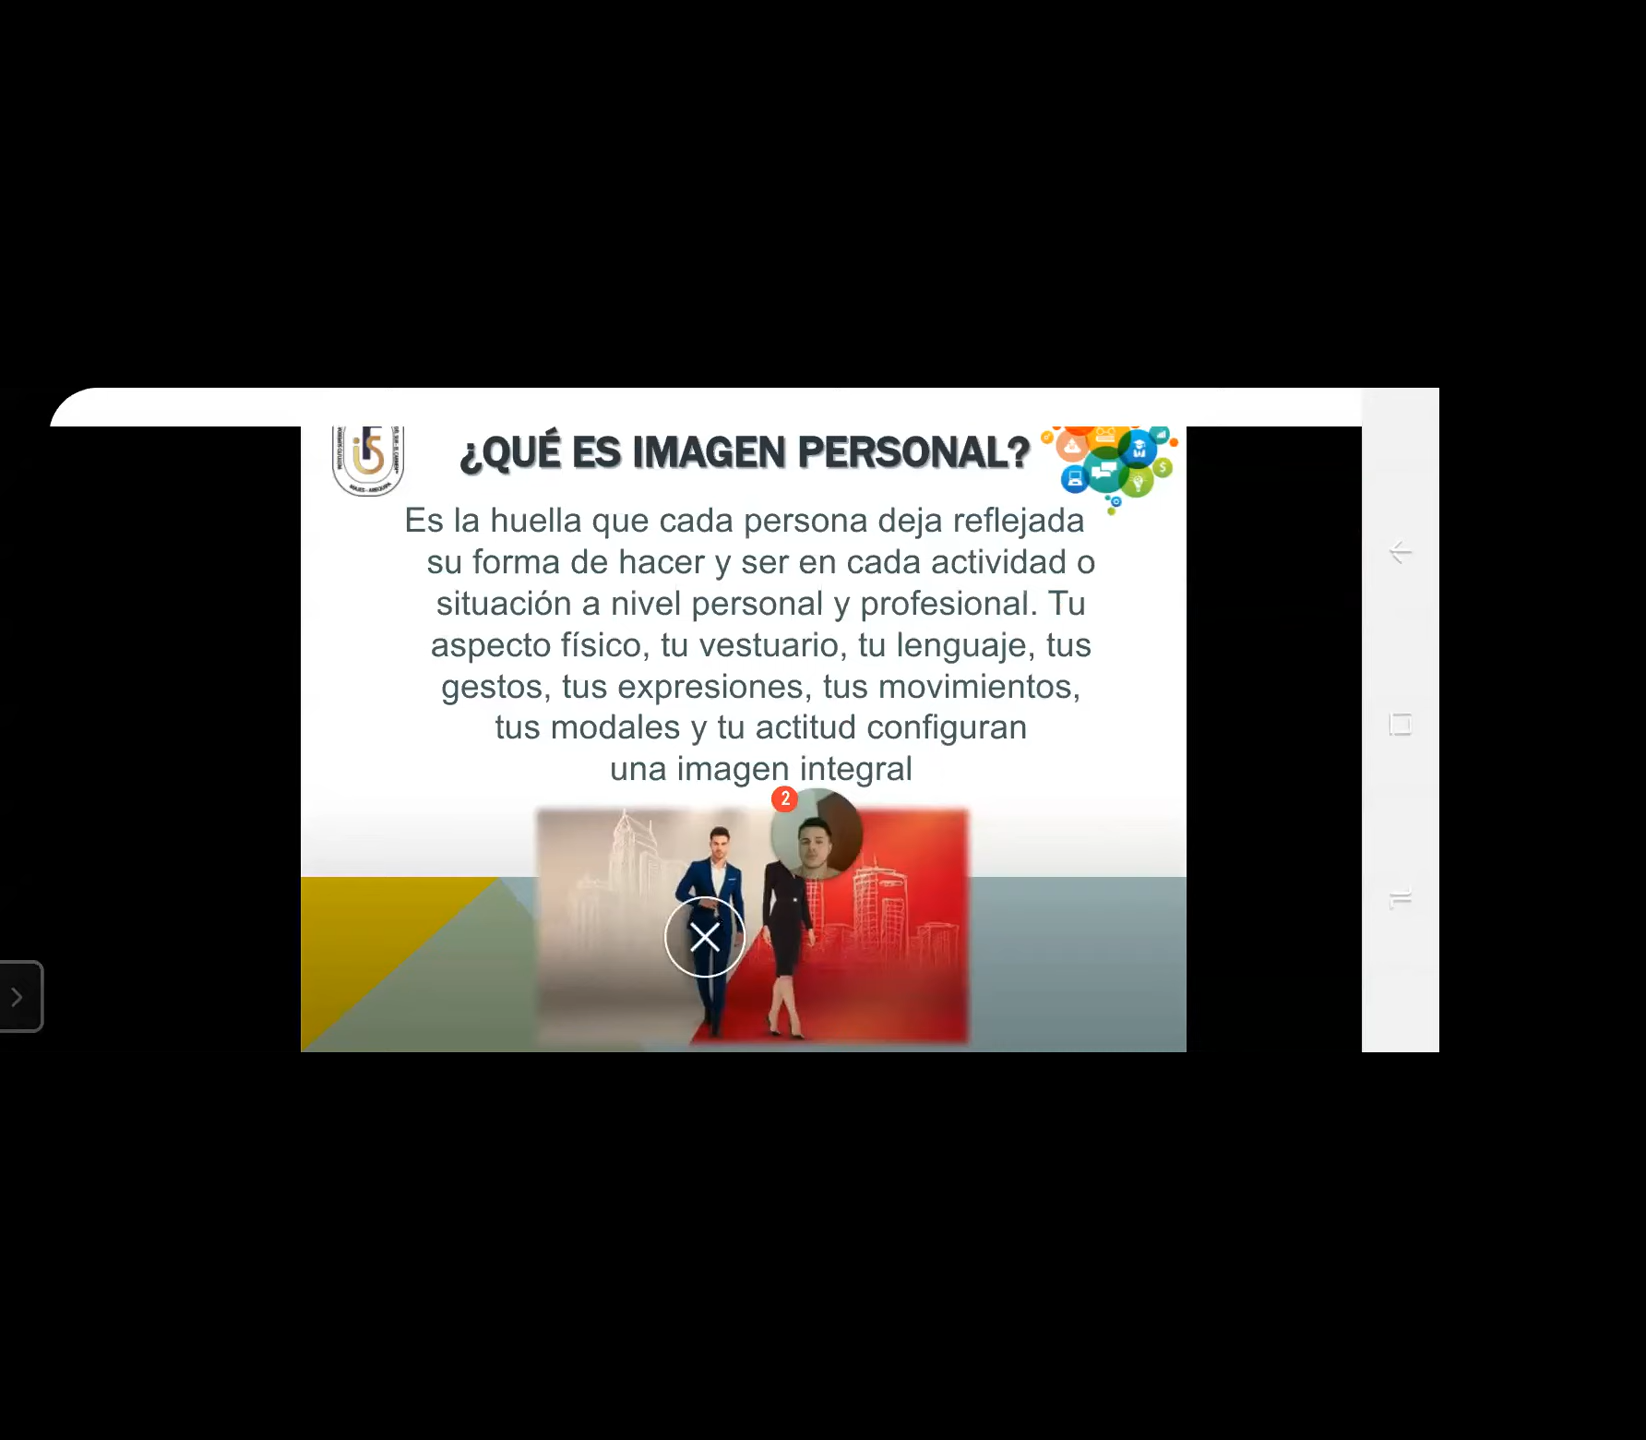 ¿QUÉ ES IMAGEN PERSONAL?
Es la huella que cada persona deja reflejada
su forma de hacer y ser en cada actividad o
situación a nivel personal y profesional. Tu
aspecto físico, tu vestuario, tu lenguaje, tus
gestos, tus expresiones, tus movimientos,
tus modales y tu actitud configuran
una imagen integral
2
MAJES - AREQUIPA